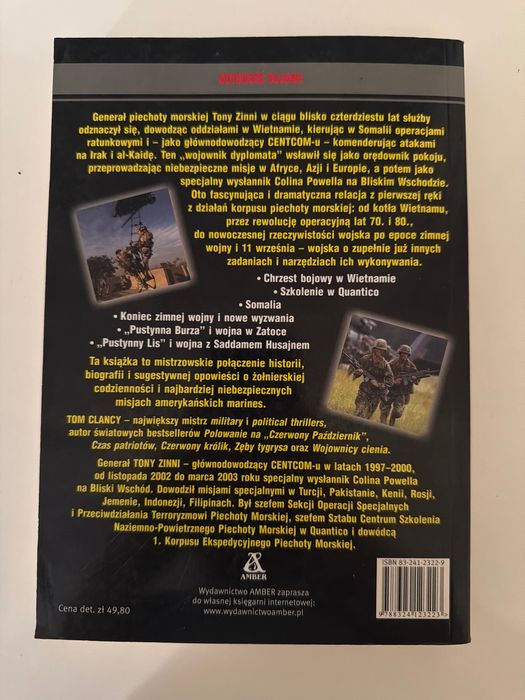 Generał piechoty morskiej Tony Zinni w ciągu blisko czterdziestu lat służby
odznaczył się, dowodząc oddziałami w Wietnamie, kierując w Somalii operacjami
ratunkowymi i – jako głównodowodzący CENTCOM-u – komenderując atakami
na Irak i al-Kaidę. Ten „wojownik dyplomata” wsławił się jako orędownik pokoju,
przeprowadzając niebezpieczne misje w Afryce, Azji i Europie, a potem jako
specjalny wysłannik Colina Powella na Bliskim Wschodzie.
Oto fascynująca i dramatyczna relacja z pierwszej ręki
z działań korpusu piechoty morskiej: od kotła Wietnamu,
przez rewolucję operacyjną lat 70. i 80.,
do nowoczesnej rzeczywistości wojska po epoce zimnej
wojny i 11 września – wojska o zupełnie już innych
zadaniach i narzędziach ich wykonywania.
• Chrzest bojowy w Wietnamie
• Szkolenie w Quantico
• Somalia
• Koniec zimnej wojny i nowe wyzwania
• „Pustynna Burza” i wojna w Zatoce
• „Pustynny Lis” i wojna z Saddamem Husajnem
Ta książka to mistrzowskie połączenie historii,
biografii i sugestywnej opowieści o żołnierskiej
codzienności i najbardziej niebezpiecznych
misjach amerykańskich marines.
TOM CLANCY – największy mistrz military i political thrillers,
autor światowych bestsellerów Polowanie na „Czerwony Październik”,
Czas patriotów, Czerwony królik, Zęby tygrysa oraz Wojownicy cienia.
Generał TONY ZINNI – głównodowodzący CENTCOM-u w latach 1997–2000,
od listopada 2002 do marca 2003 roku specjalny wysłannik Colina Powella
na Bliski Wschód. Dowodził misjami specjalnymi w Turcji, Pakistanie, Kenii, Rosji,
Jemenie, Indonezji, Filipinach. Był szefem Sekcji Operacji Specjalnych
i Przeciwdziałania Terroryzmowi Piechoty Morskiej, szefem Sztabu Centrum Szkolenia
Naziemno-Powietrznego Piechoty Morskiej w Quantico i dowódcą
1. Korpusu Ekspedycyjnego Piechoty Morskiej.
AMBER
Wydawnictwo AMBER zaprasza
do własnej księgarni internetowej:
www.wydawnictwoamber.pl
Cena det. zł 49,80
ISBN 83-241-2322-9
9 788324 123223 >